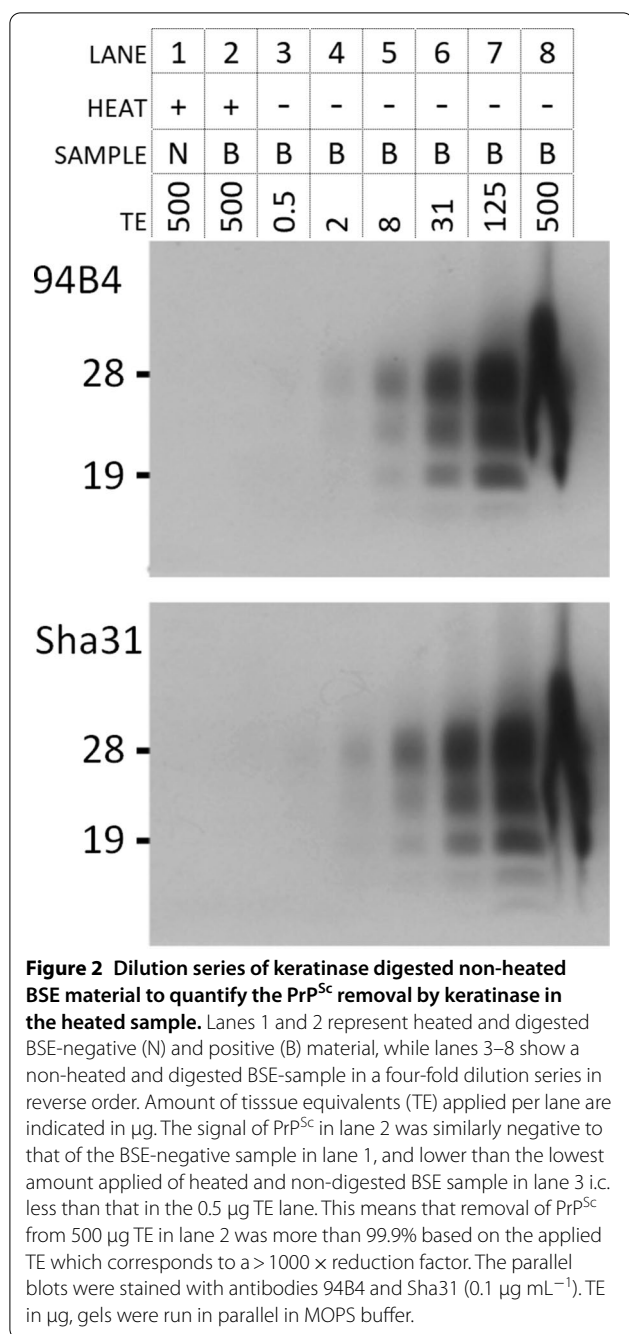 LANE 1 2 3 4 5 6 7 8
HEAT + + - - - - - -
SAMPLE N B B B B B B B
TE 500 500 0.5 2 8 31 125 500
94B4
28 -
19 -
Sha31
28 -
19 -
Figure 2 Dilution series of keratinase digested non-heated
BSE material to quantify the PrPSc removal by keratinase in
the heated sample. Lanes 1 and 2 represent heated and digested
BSE-negative (N) and positive (B) material, while lanes 3–8 show a
non-heated and digested BSE-sample in a four-fold dilution series in
reverse order. Amount of tisssue equivalents (TE) applied per lane are
indicated in µg. The signal of PrPSc in lane 2 was similarly negative to
that of the BSE-negative sample in lane 1, and lower than the lowest
amount applied of heated and non-digested BSE sample in lane 3 i.c.
less than that in the 0.5 µg TE lane. This means that removal of PrPSc
from 500 µg TE in lane 2 was more than 99.9% based on the applied
TE which corresponds to a > 1000 × reduction factor. The parallel
blots were stained with antibodies 94B4 and Sha31 (0.1 µg mL−1). TE
in µg, gels were run in parallel in MOPS buffer.